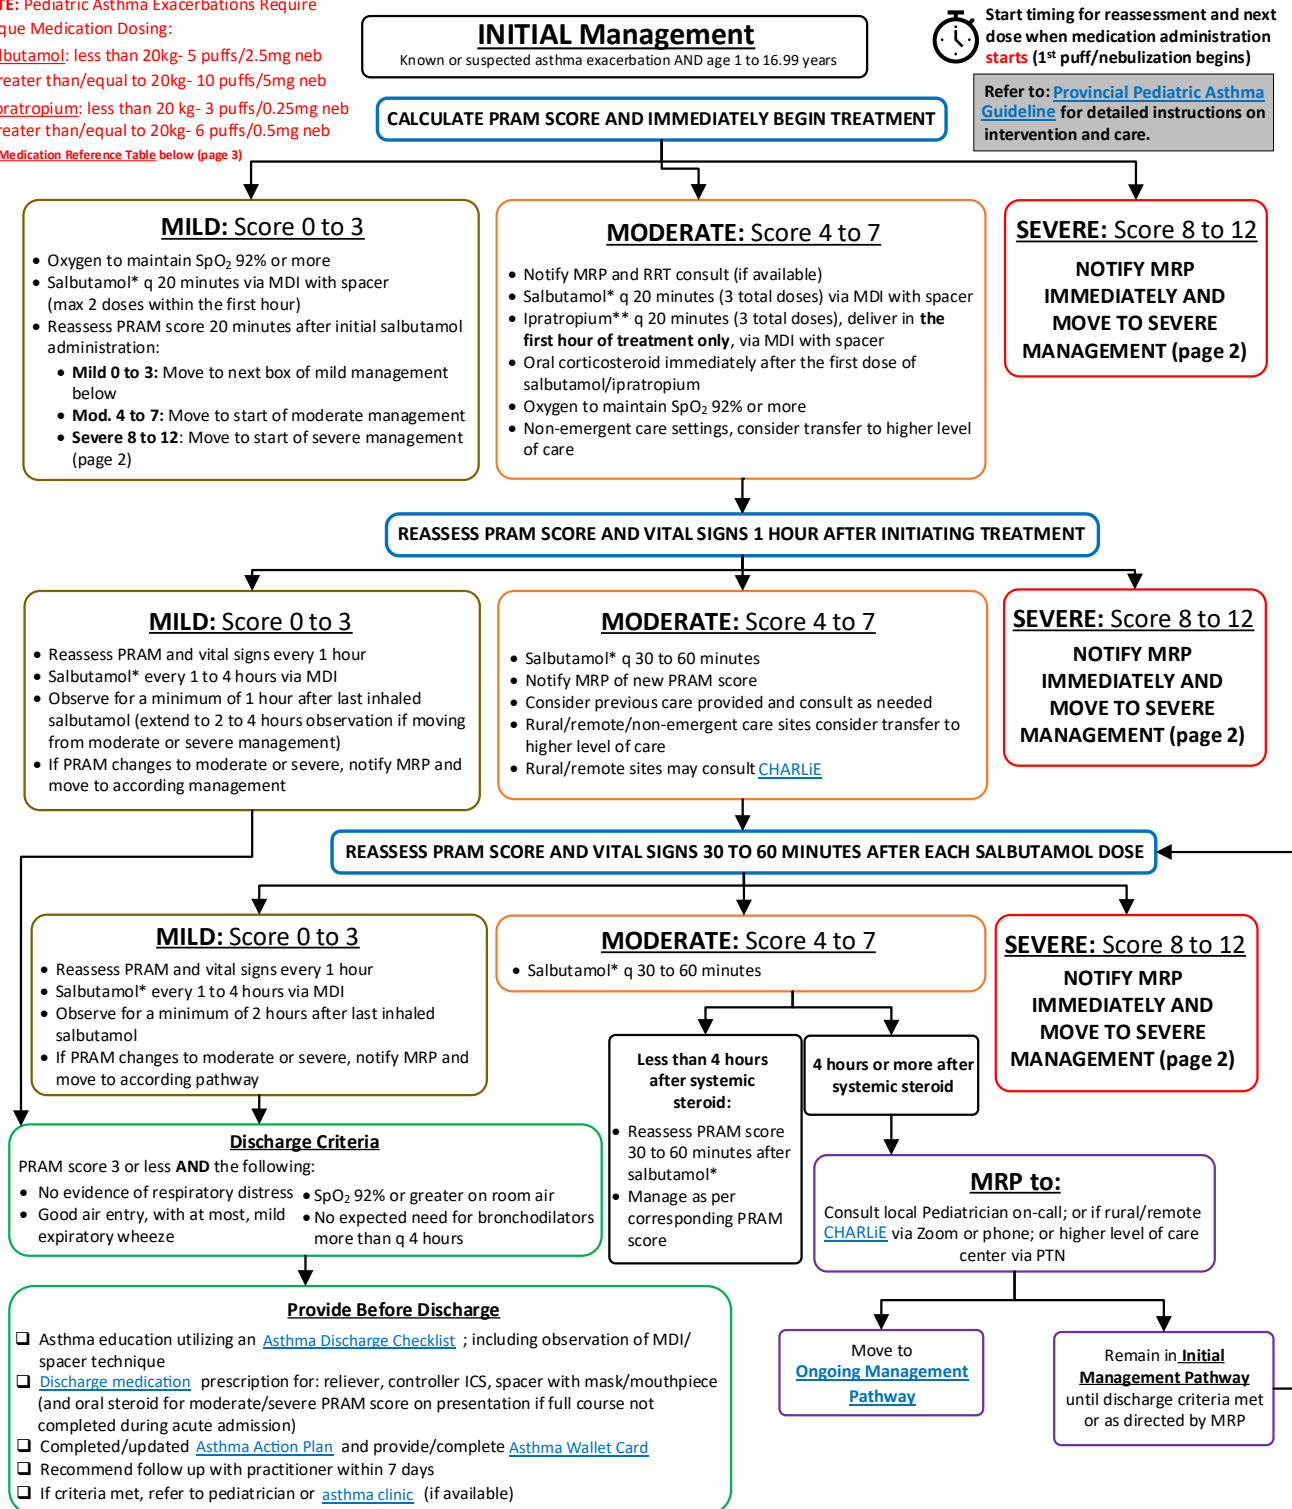 TE: Pediatric Asthma Exacerbations Require
que Medication Dosing:
lbutamol: less than 20kg- 5 puffs/2.5mg neb
reater than/equal to 20kg- 10 puffs/5mg neb
pratropium: less than 20 kg- 3 puffs/0.25mg neb
reater than/equal to 20kg- 6 puffs/0.5mg neb
Medication Reference Table below (page 3)
INITIAL Management
Known or suspected asthma exacerbation AND age 1 to 16.99 years
Start timing for reassessment and next
dose when medication administration
starts (1st puff/nebulization begins)
Refer to: Provincial Pediatric Asthma
Guideline for detailed instructions on
intervention and care.
CALCULATE PRAM SCORE AND IMMEDIATELY BEGIN TREATMENT
MILD: Score 0 to 3
• Oxygen to maintain SpO2 92% or more
• Salbutamol* q 20 minutes via MDI with spacer
(max 2 doses within the first hour)
• Reassess PRAM score 20 minutes after initial salbutamol
administration:
• Mild 0 to 3: Move to next box of mild management
below
• Mod. 4 to 7: Move to start of moderate management
• Severe 8 to 12: Move to start of severe management
(page 2)
MODERATE: Score 4 to 7
• Notify MRP and RRT consult (if available)
• Salbutamol* q 20 minutes (3 total doses) via MDI with spacer
• Ipratropium** q 20 minutes (3 total doses), deliver in the
first hour of treatment only, via MDI with spacer
• Oral corticosteroid immediately after the first dose of
salbutamol/ipratropium
• Oxygen to maintain SpO2 92% or more
• Non-emergent care settings, consider transfer to higher level
of care
SEVERE: Score 8 to 12
NOTIFY MRP
IMMEDIATELY AND
MOVE TO SEVERE
MANAGEMENT (page 2)
REASSESS PRAM SCORE AND VITAL SIGNS 1 HOUR AFTER INITIATING TREATMENT
MILD: Score 0 to 3
• Reassess PRAM and vital signs every 1 hour
• Salbutamol* every 1 to 4 hours via MDI
• Observe for a minimum of 1 hour after last inhaled
salbutamol (extend to 2 to 4 hours observation if moving
from moderate or severe management)
• If PRAM changes to moderate or severe, notify MRP and
move to according management
MODERATE: Score 4 to 7
• Salbutamol* q 30 to 60 minutes
• Notify MRP of new PRAM score
• Consider previous care provided and consult as needed
• Rural/remote/non-emergent care sites consider transfer to
higher level of care
• Rural/remote sites may consult CHARLiE
SEVERE: Score 8 to 12
NOTIFY MRP
IMMEDIATELY AND
MOVE TO SEVERE
MANAGEMENT (page 2)
REASSESS PRAM SCORE AND VITAL SIGNS 30 TO 60 MINUTES AFTER EACH SALBUTAMOL DOSE
MILD: Score 0 to 3
• Reassess PRAM and vital signs every 1 hour
• Salbutamol* every 1 to 4 hours via MDI
• Observe for a minimum of 2 hours after last inhaled
salbutamol
• If PRAM changes to moderate or severe, notify MRP and
move to according pathway
MODERATE: Score 4 to 7
• Salbutamol* q 30 to 60 minutes
SEVERE: Score 8 to 12
NOTIFY MRP
IMMEDIATELY AND
MOVE TO SEVERE
MANAGEMENT (page 2)
Less than 4 hours
after systemic
steroid:
• Reassess PRAM score
30 to 60 minutes after
salbutamol*
• Manage as per
corresponding PRAM
score
4 hours or more after
systemic steroid
MRP to:
Consult local Pediatrician on-call; or if rural/remote
CHARLiE via Zoom or phone; or higher level of care
center via PTN
Move to
Ongoing Management
Pathway
Remain in Initial
Management Pathway
until discharge criteria met
or as directed by MRP
Discharge Criteria
PRAM score 3 or less AND the following:
• No evidence of respiratory distress
• Good air entry, with at most, mild
expiratory wheeze
• SpO2 92% or greater on room air
• No expected need for bronchodilators
more than q 4 hours
Provide Before Discharge
❑ Asthma education utilizing an Asthma Discharge Checklist ; including observation of MDI/
spacer technique
❑ Discharge medication prescription for: reliever, controller ICS, spacer with mask/mouthpiece
(and oral steroid for moderate/severe PRAM score on presentation if full course not
completed during acute admission)
❑ Completed/updated Asthma Action Plan and provide/complete Asthma Wallet Card
❑ Recommend follow up with practitioner within 7 days
❑ If criteria met, refer to pediatrician or asthma clinic (if available)